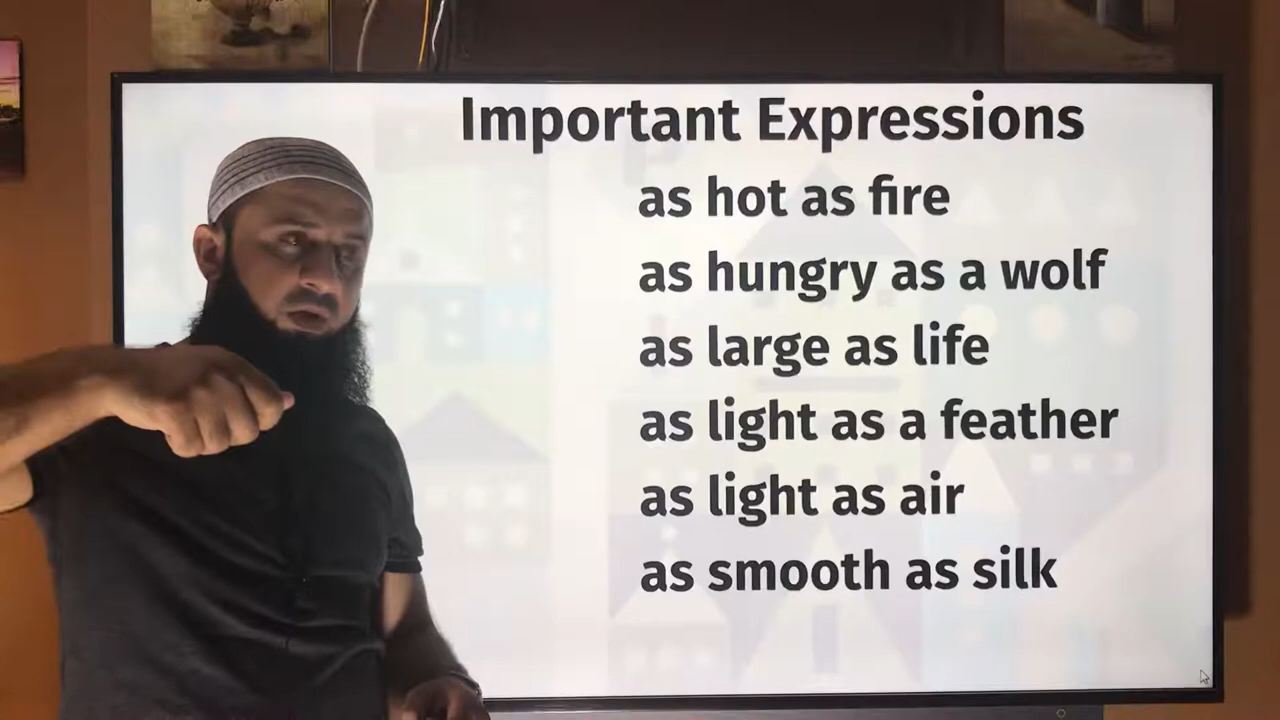 Important Expressions
as hot as fire
as hungry as a wolf
as large as life
as light as a feather
as light as air
as smooth as silk